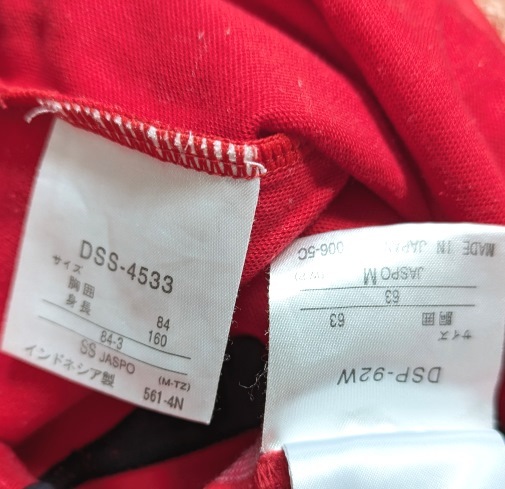 DSS-4533
サイズ
胸囲 84
身長 160
84-3
SS JASPO
(M-TZ)
インドネシア製
561-4N
DSP-92W
サイズ
胴囲 63
63
JASPO M
MADE IN JAPAN 006-5C